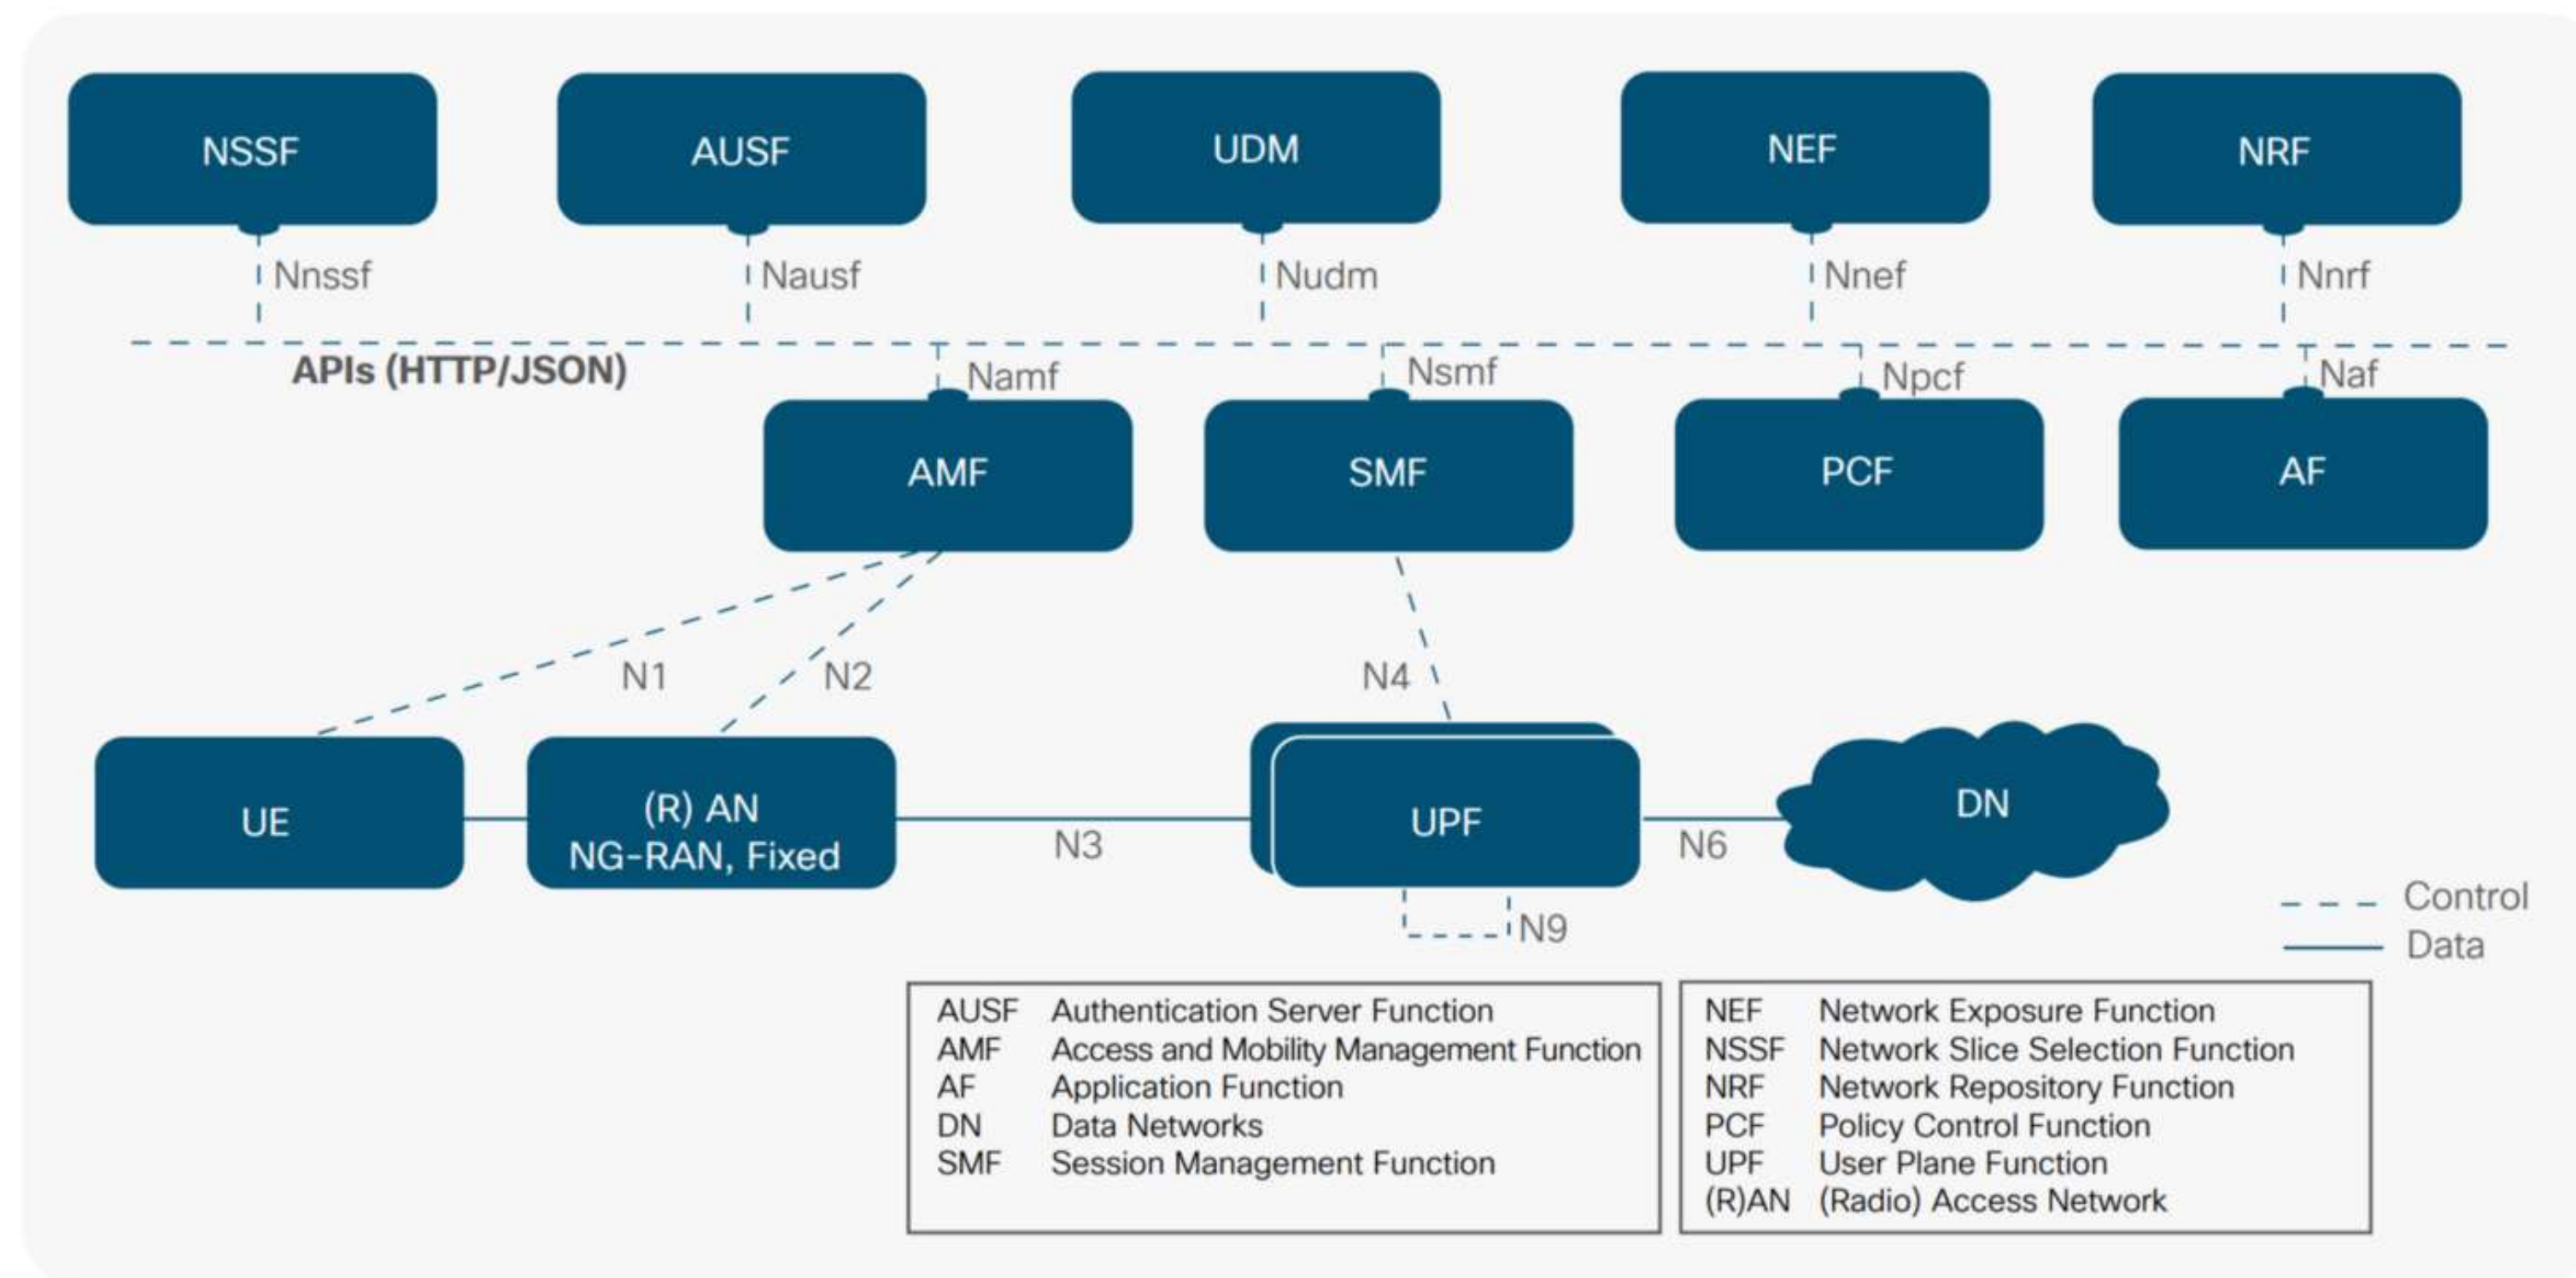 NSSF
AUSF
UDM
NEF
NRF
Nnssf
Nausf
Nudm
Nnef
Nnrf
APIs (HTTP/JSON)
Namf
Nsmf
Npcf
Naf
AMF
SMF
PCF
AF
N1
N2
N4
UE
(R) AN
NG-RAN, Fixed
N3
UPF
N6
DN
N9
Control
Data
AUSF Authentication Server Function
AMF Access and Mobility Management Function
AF Application Function
DN Data Networks
SMF Session Management Function
NEF Network Exposure Function
NSSF Network Slice Selection Function
NRF Network Repository Function
PCF Policy Control Function
UPF User Plane Function
(R)AN (Radio) Access Network